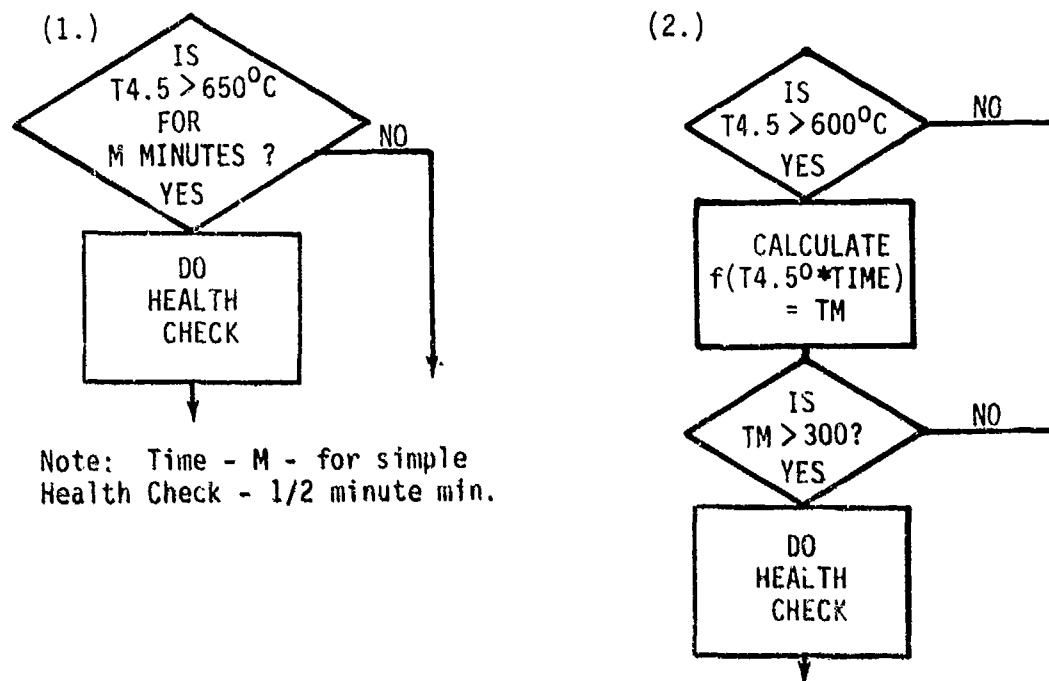 (1.)
IS
T4.5 > 650°C
FOR
M MINUTES ?
YES
NO
DO
HEALTH
CHECK
Note: Time - M - for simple
Health Check - 1/2 minute min.
(2.)
IS
T4.5 > 600°C
YES
NO
CALCULATE
f(T4.5°*TIME)
= TM
IS
TM > 300?
YES
NO
DO
HEALTH
CHECK